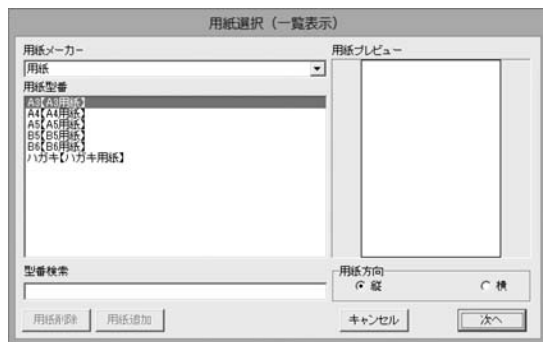 用紙選択（一覧表示）
用紙メーカー
用紙
用紙型番
A3【A3用紙】
A4【A4用紙】
A5【A5用紙】
B5【B5用紙】
B6【B6用紙】
ハガキ【ハガキ用紙】
型番検索
用紙削除 用紙追加
用紙プレビュー
用紙方向
縦 横
キャンセル 次へ